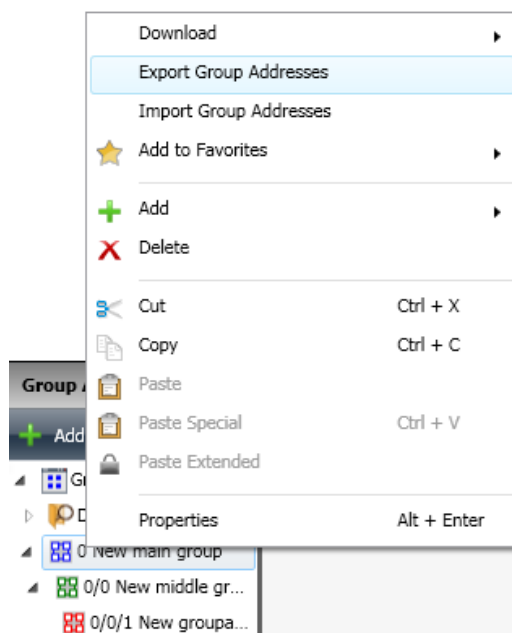 Download
Export Group Addresses
Import Group Addresses
Add to Favorites
Add
Delete
Cut Ctrl + X
Copy Ctrl + C
Paste
Paste Special Ctrl + V
Paste Extended
Properties Alt + Enter
Group
Add
0 New main group
0/0 New middle gr...
0/0/1 New groupa...